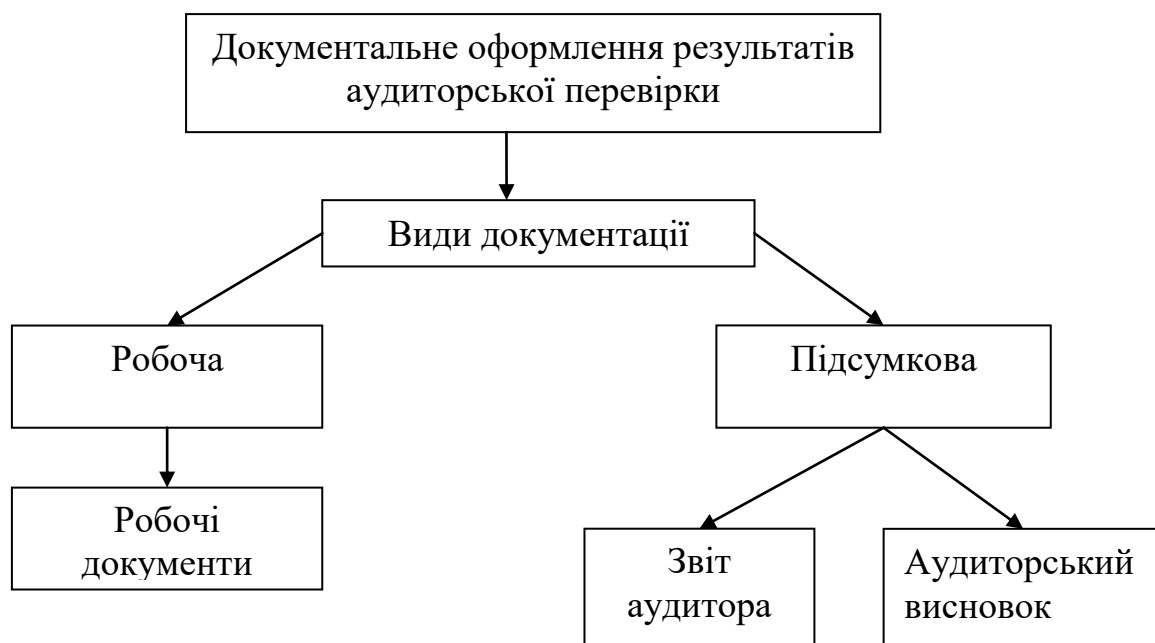 Документальне оформлення результатів
аудиторської перевірки
Види документації
Робоча
Підсумкова
Робочі
документи
Звіт
аудитора
Аудиторський
висновок